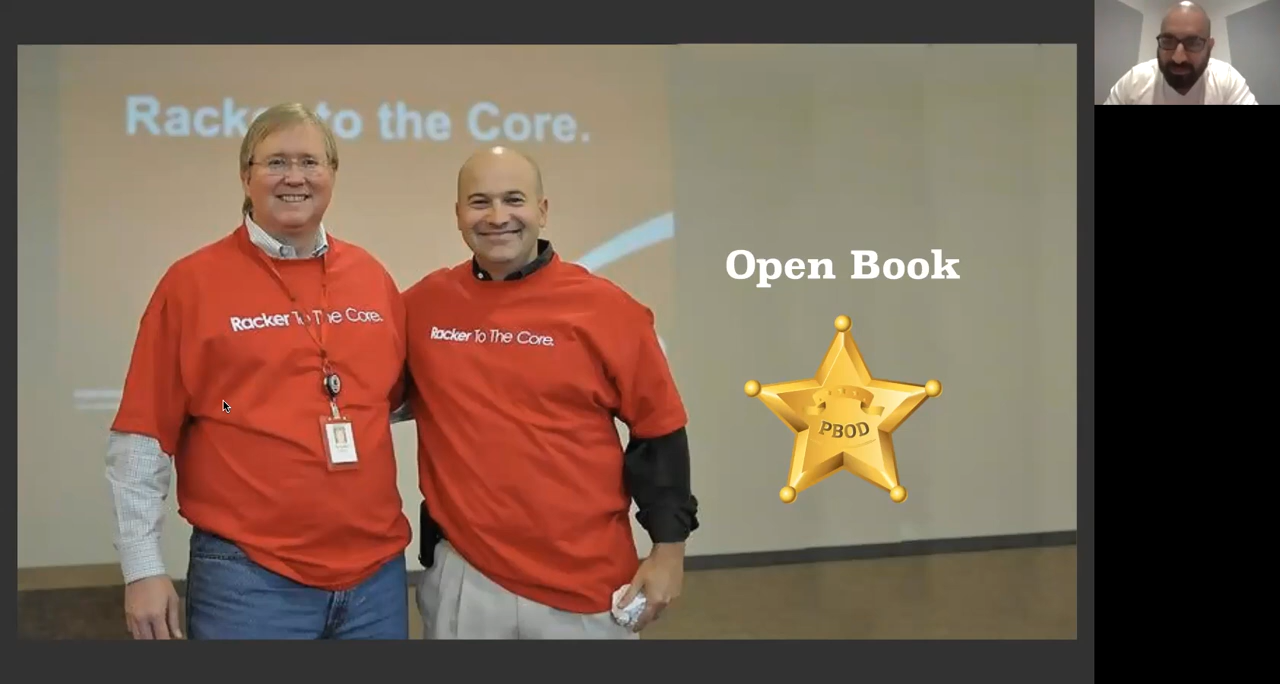 Racker to the Core.
Racker To The Core.
Racker To The Core.
Open Book
PBOD